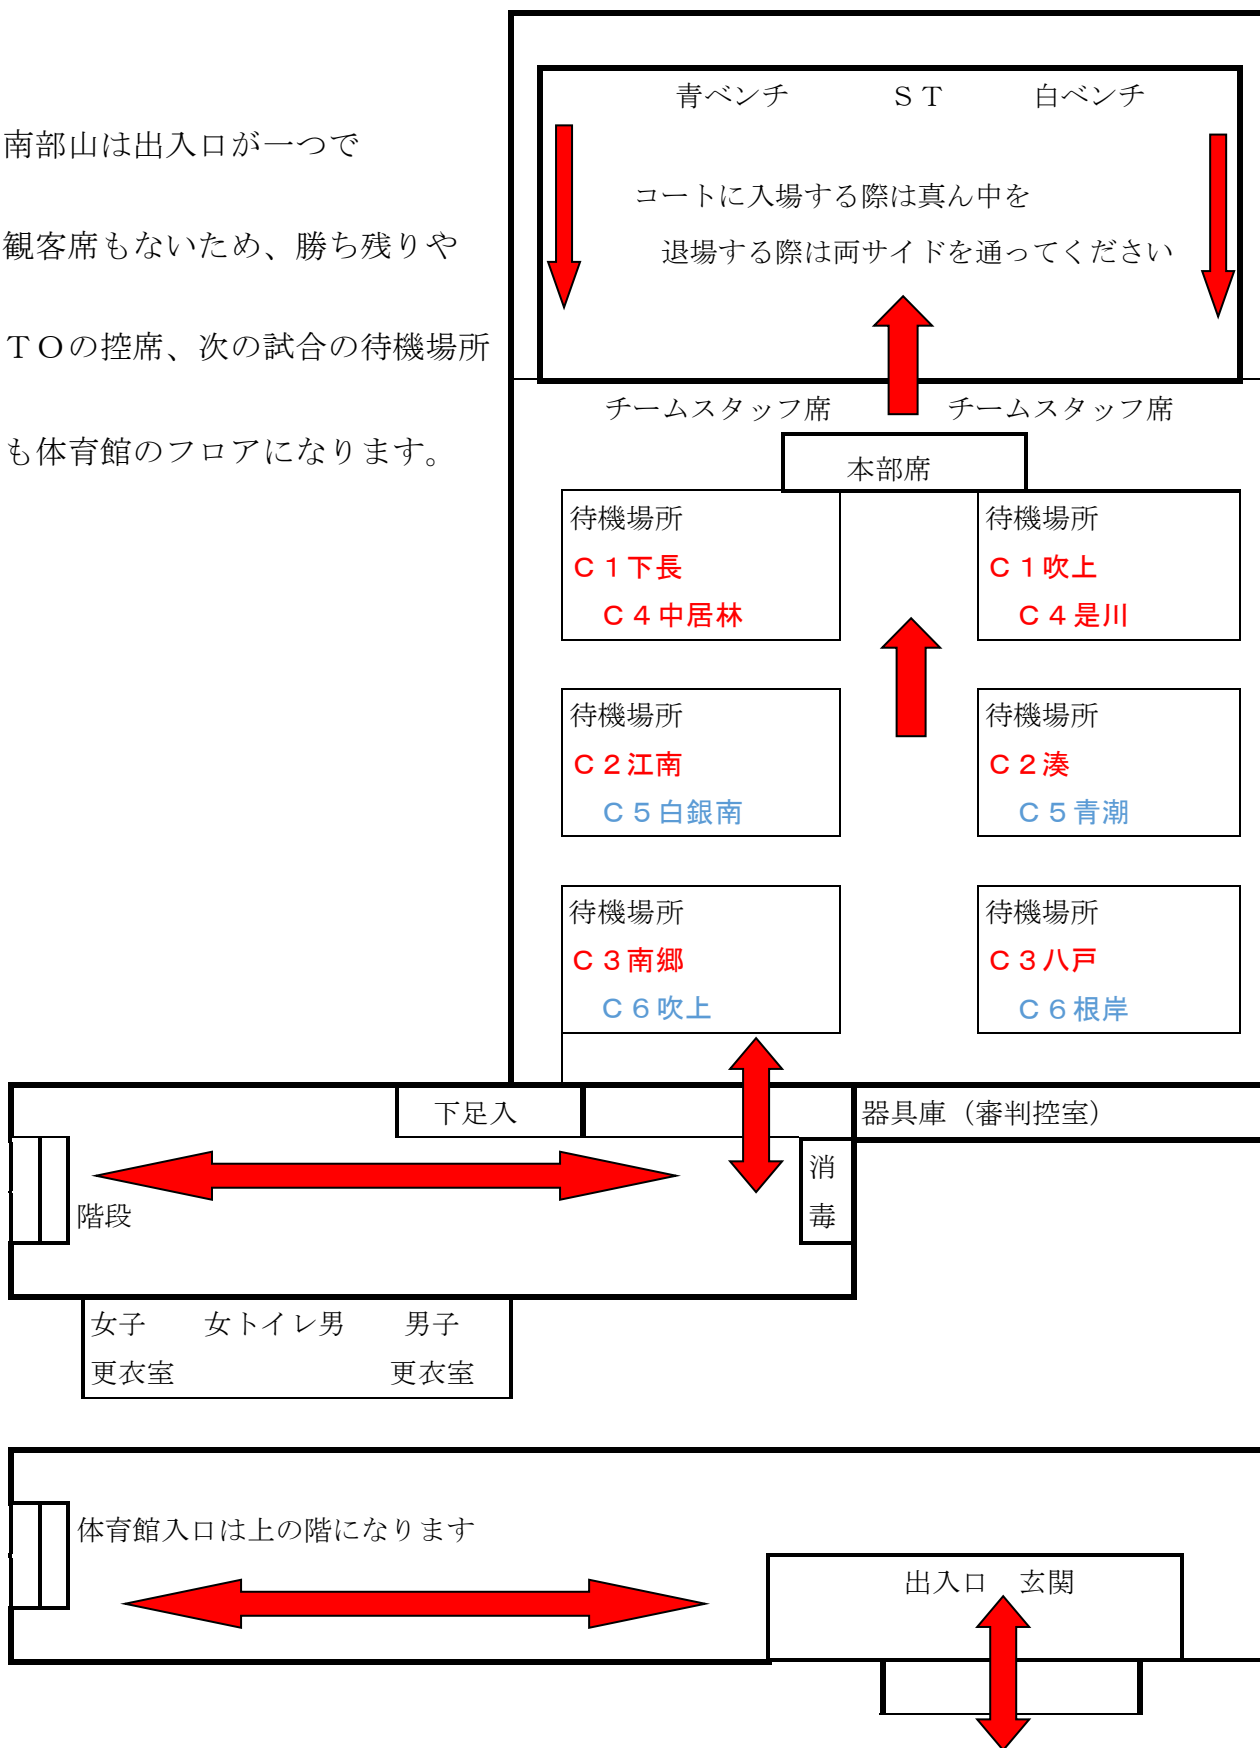 南部山は出入口が一つで
観客席もないため、勝ち残りや
ＴＯの控席、次の試合の待機場所
も体育館のフロアになります。
青ベンチ ＳＴ 白ベンチ
コートに入場する際は真ん中を
退場する際は両サイドを通ってください
チームスタッフ席 チームスタッフ席
本部席
待機場所
Ｃ１下長
Ｃ４中居林
待機場所
Ｃ１吹上
Ｃ４是川
待機場所
Ｃ２江南
Ｃ５白銀南
待機場所
Ｃ２湊
Ｃ５青潮
待機場所
Ｃ３南郷
Ｃ６吹上
待機場所
Ｃ３八戸
Ｃ６根岸
下足入
器具庫（審判控室）
消
毒
階段
女子 女トイレ男 男子
更衣室 更衣室
体育館入口は上の階になります
出入口 玄関